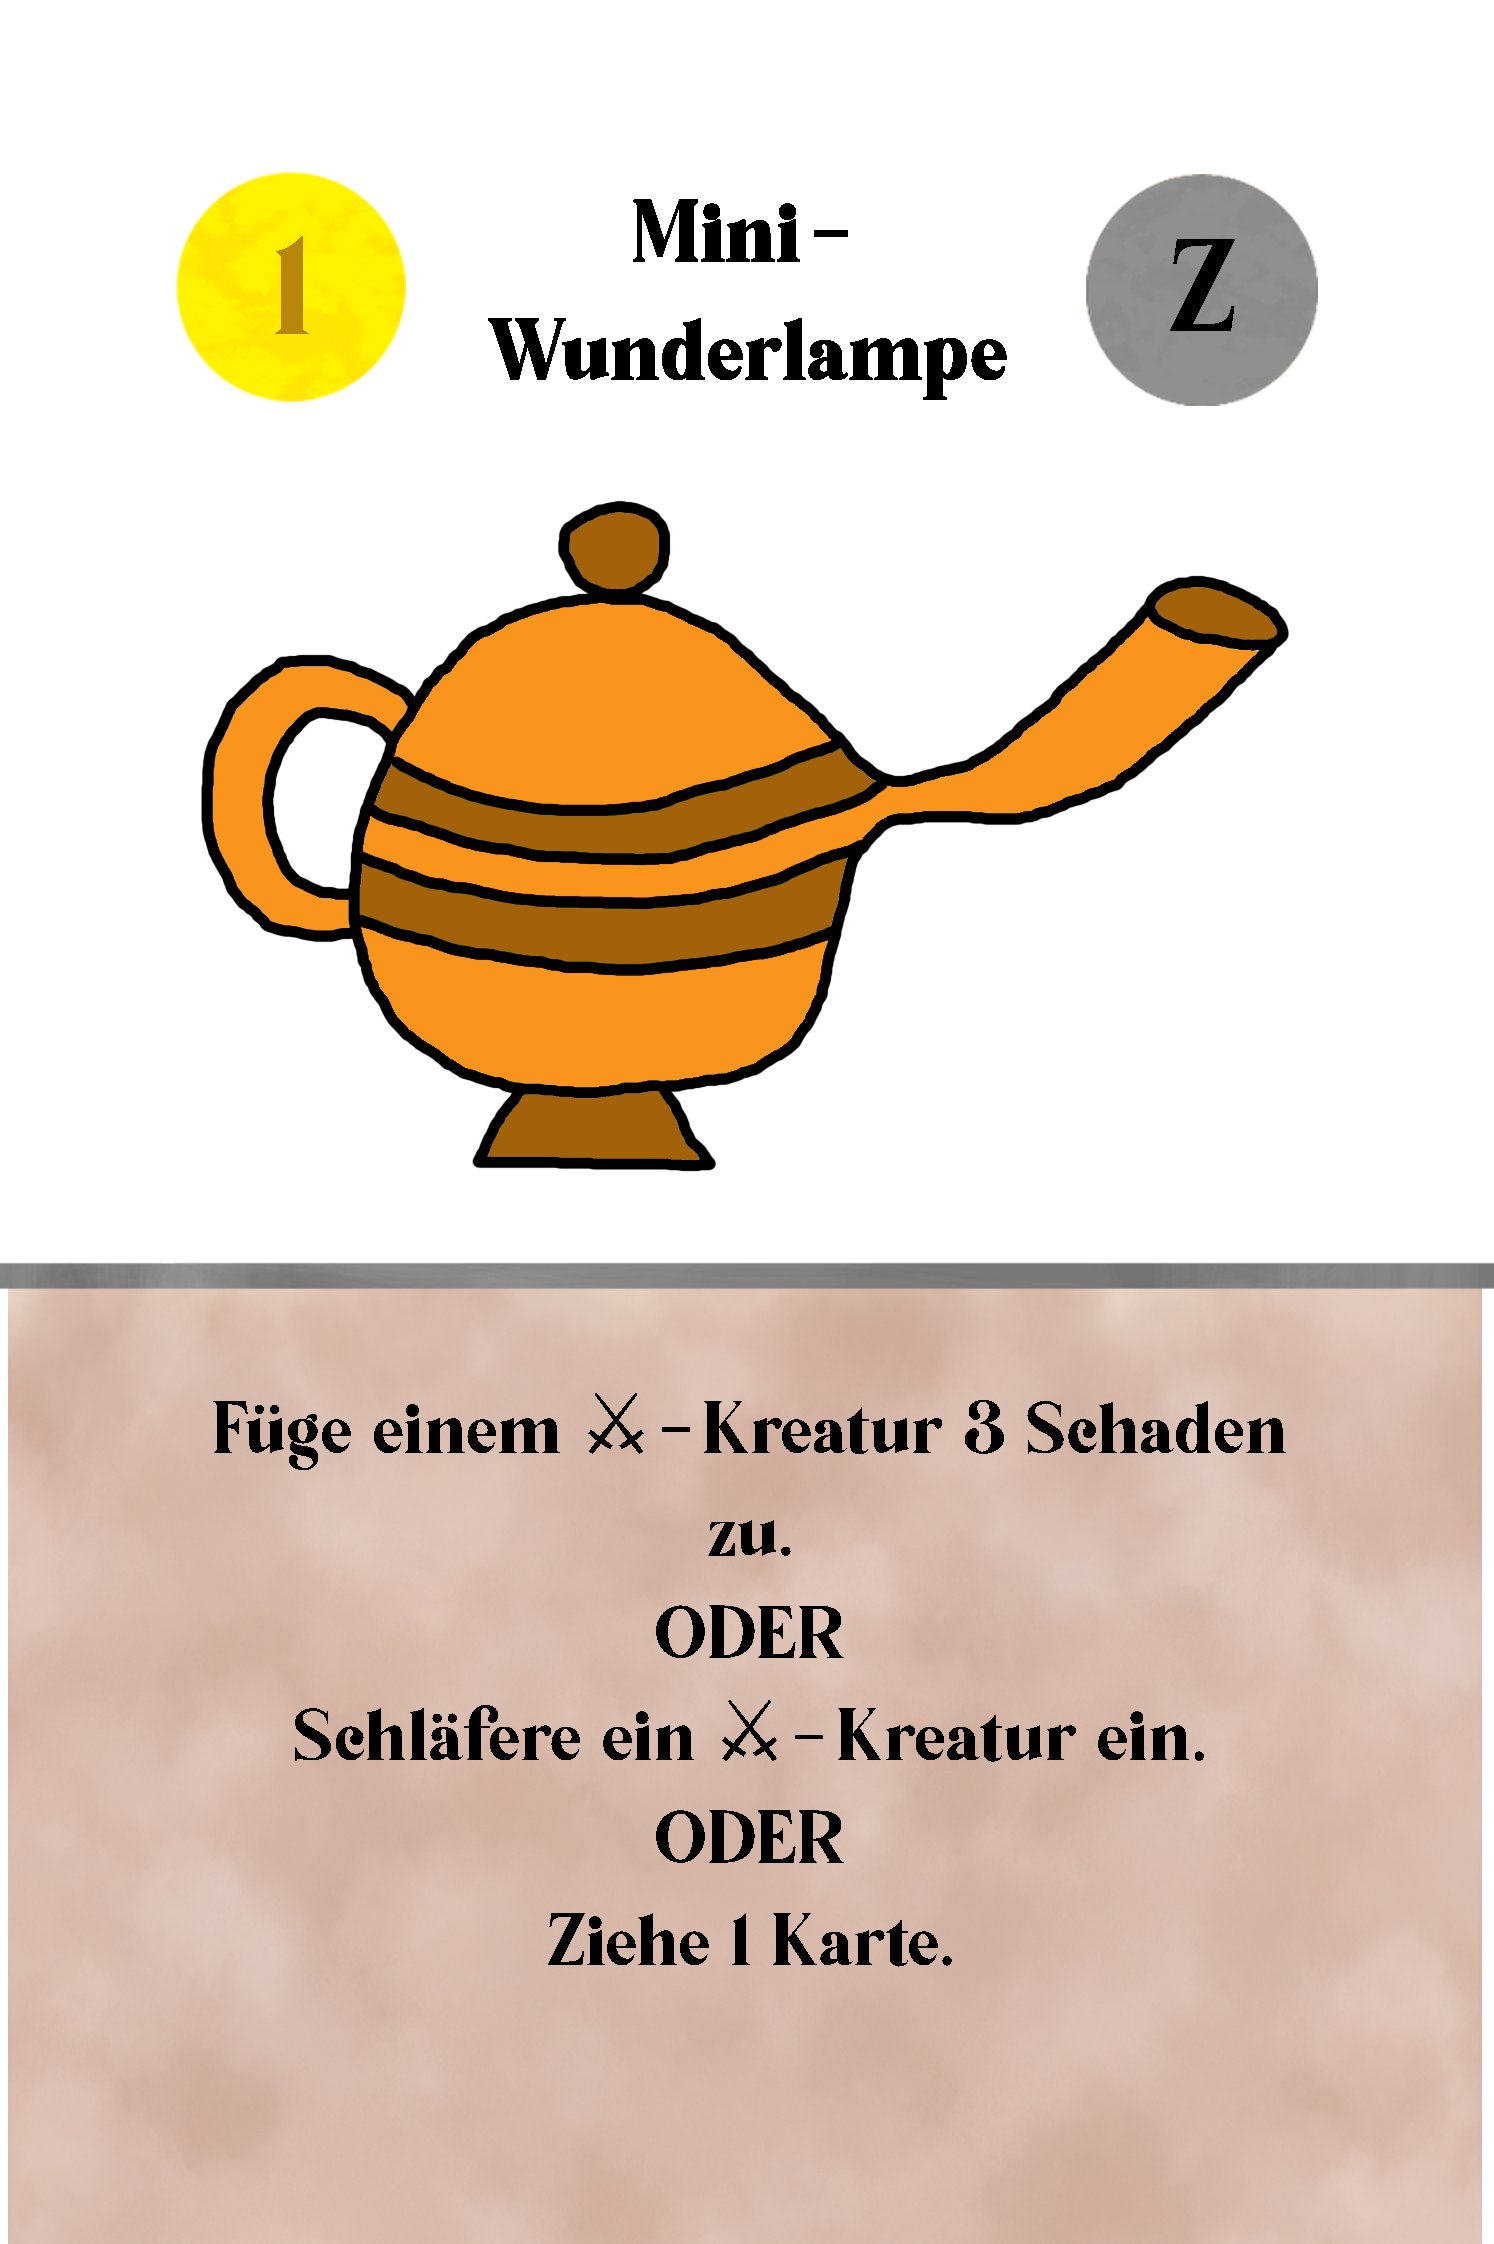 1
Mini-
Wunderlampe
Z
Füge einem ⚔-Kreatur 3 Schaden
zu.
ODER
Schläfere ein ⚔-Kreatur ein.
ODER
Ziehe 1 Karte.